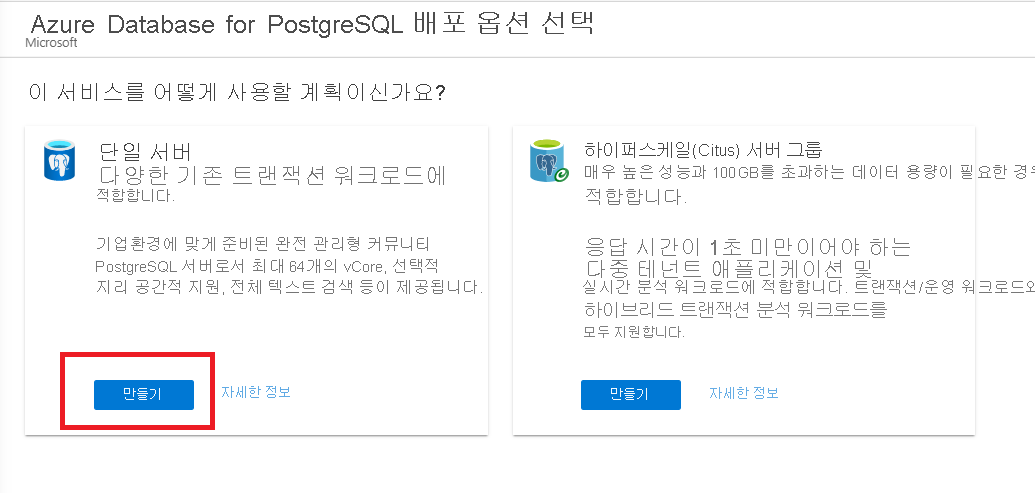 Azure Database for PostgreSQL 배포 옵션 선택
Microsoft
이 서비스를 어떻게 사용할 계획이신가요?
단일 서버
다양한 기존 트랜잭션 워크로드에
적합합니다.
기업환경에 맞게 준비된 완전 관리형 커뮤니티
PostgreSQL 서버로서 최대 64개의 vCore, 선택적
지리 공간적 지원, 전체 텍스트 검색 등이 제공됩니다.
만들기
자세한 정보
하이퍼스케일(Citus) 서버 그룹
매우 높은 성능과 100GB를 초과하는 데이터 용량이 필요한 경우
적합합니다.
응답 시간이 1초 미만이어야 하는
다중 테넌트 애플리케이션 및
실시간 분석 워크로드에 적합합니다. 트랜잭션/운영 워크로드와
하이브리드 트랜잭션 분석 워크로드를
모두 지원합니다.
만들기
자세한 정보